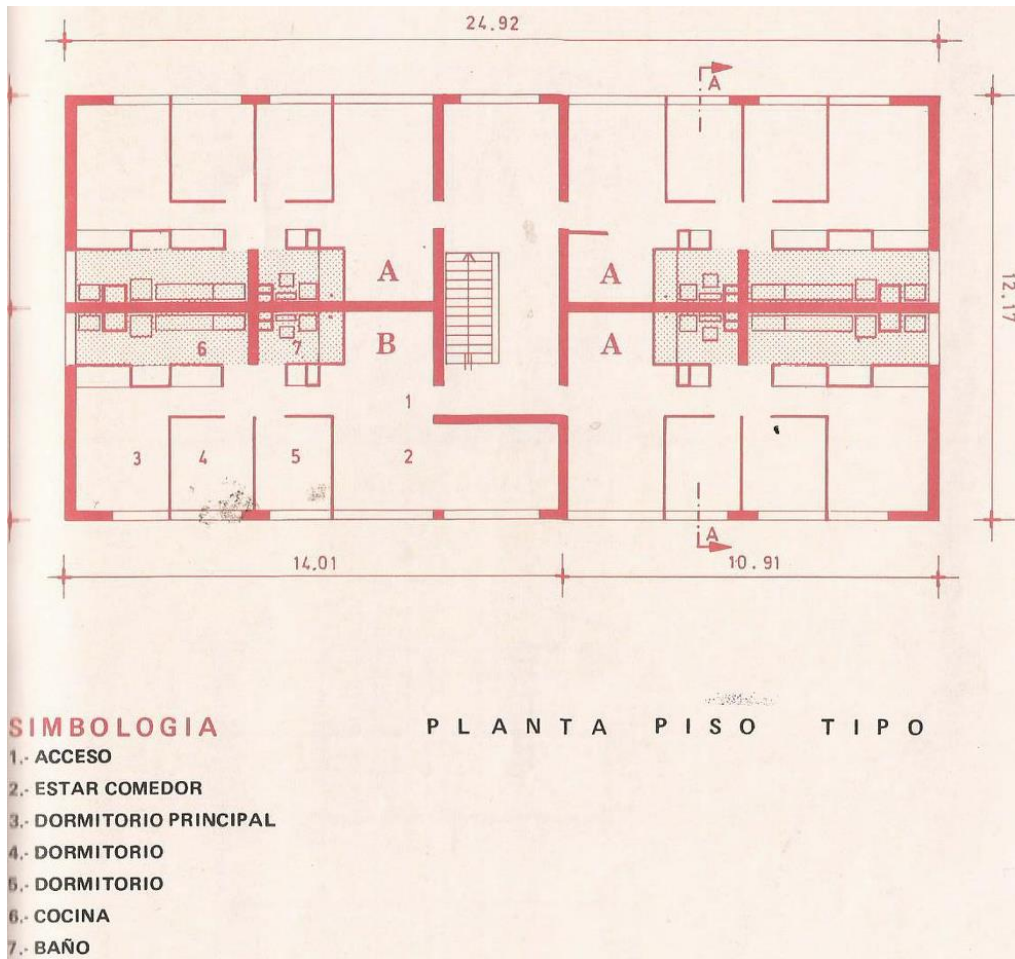 24.92
A
12.17
A
A
B
A
6
7
1
2
3
4
5
A
14.01
10.91
SIMBOLOGIA
PLANTA PISO TIPO
1.- ACCESO
2.- ESTAR COMEDOR
3.- DORMITORIO PRINCIPAL
4.- DORMITORIO
5.- DORMITORIO
6.- COCINA
7.- BAÑO